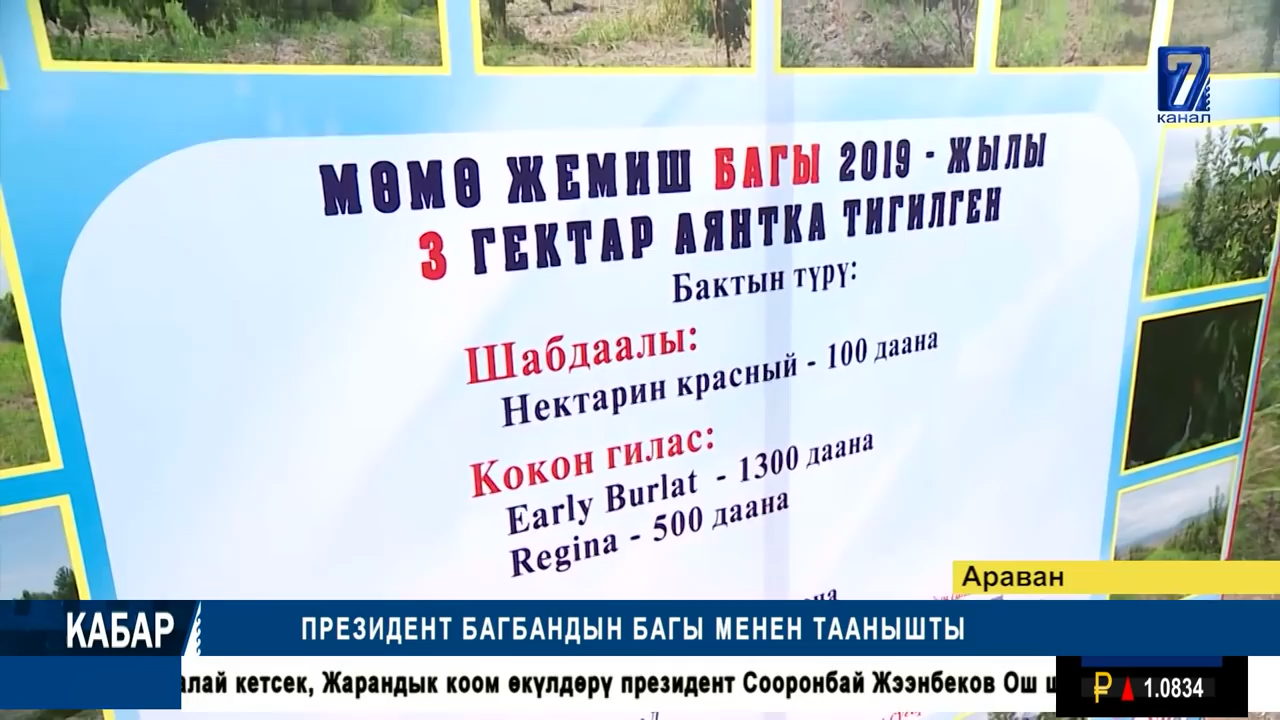 7
канал
МӨМӨ ЖЕМИШ БАГЫ 2019 - ЖЫЛЫ
3 ГЕКТАР АЯНТКА ТИГИЛГЕН
Бактын түрү:
Шабдаалы:
Нектарин красный - 100 даана
Кокон гилас:
Early Burlat - 1300 даана
Regina - 500 даана
Араван
КАБАР
ПРЕЗИДЕНТ БАГБАНДЫН БАГЫ МЕНЕН ТААНЫШТЫ
кетсек, Жарандык коом өкүлдөрү президент Сооронбай Жээнбеков Ош
₽ ▲ 1.0834